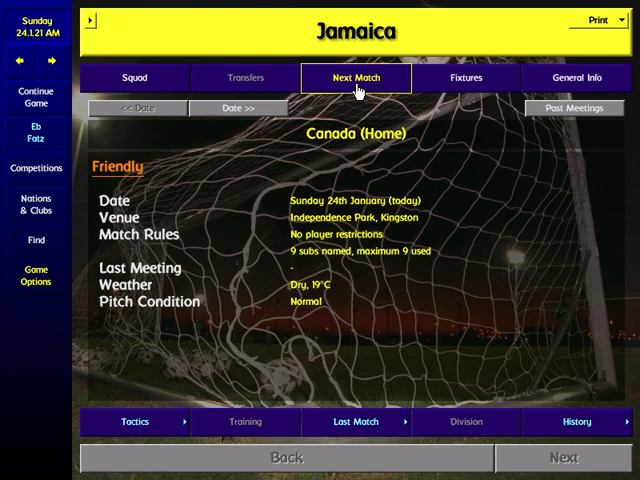 Sunday
24.1.21 AM
Continue
Game
Eb
Fatz
Competitions
Nations
& Clubs
Find
Game
Options
Jamaica
Print
Squad
Transfers
Next Match
Fixtures
General Info
<< Date
Date >>
Past Meetings
Canada (Home)
Friendly
Date Sunday 24th January (today)
Venue Independence Park, Kingston
Match Rules No player restrictions
9 subs named, maximum 9 used
Last Meeting -
Weather Dry, 19°C
Pitch Condition Normal
Tactics
Training
Last Match
Division
History
Back
Next